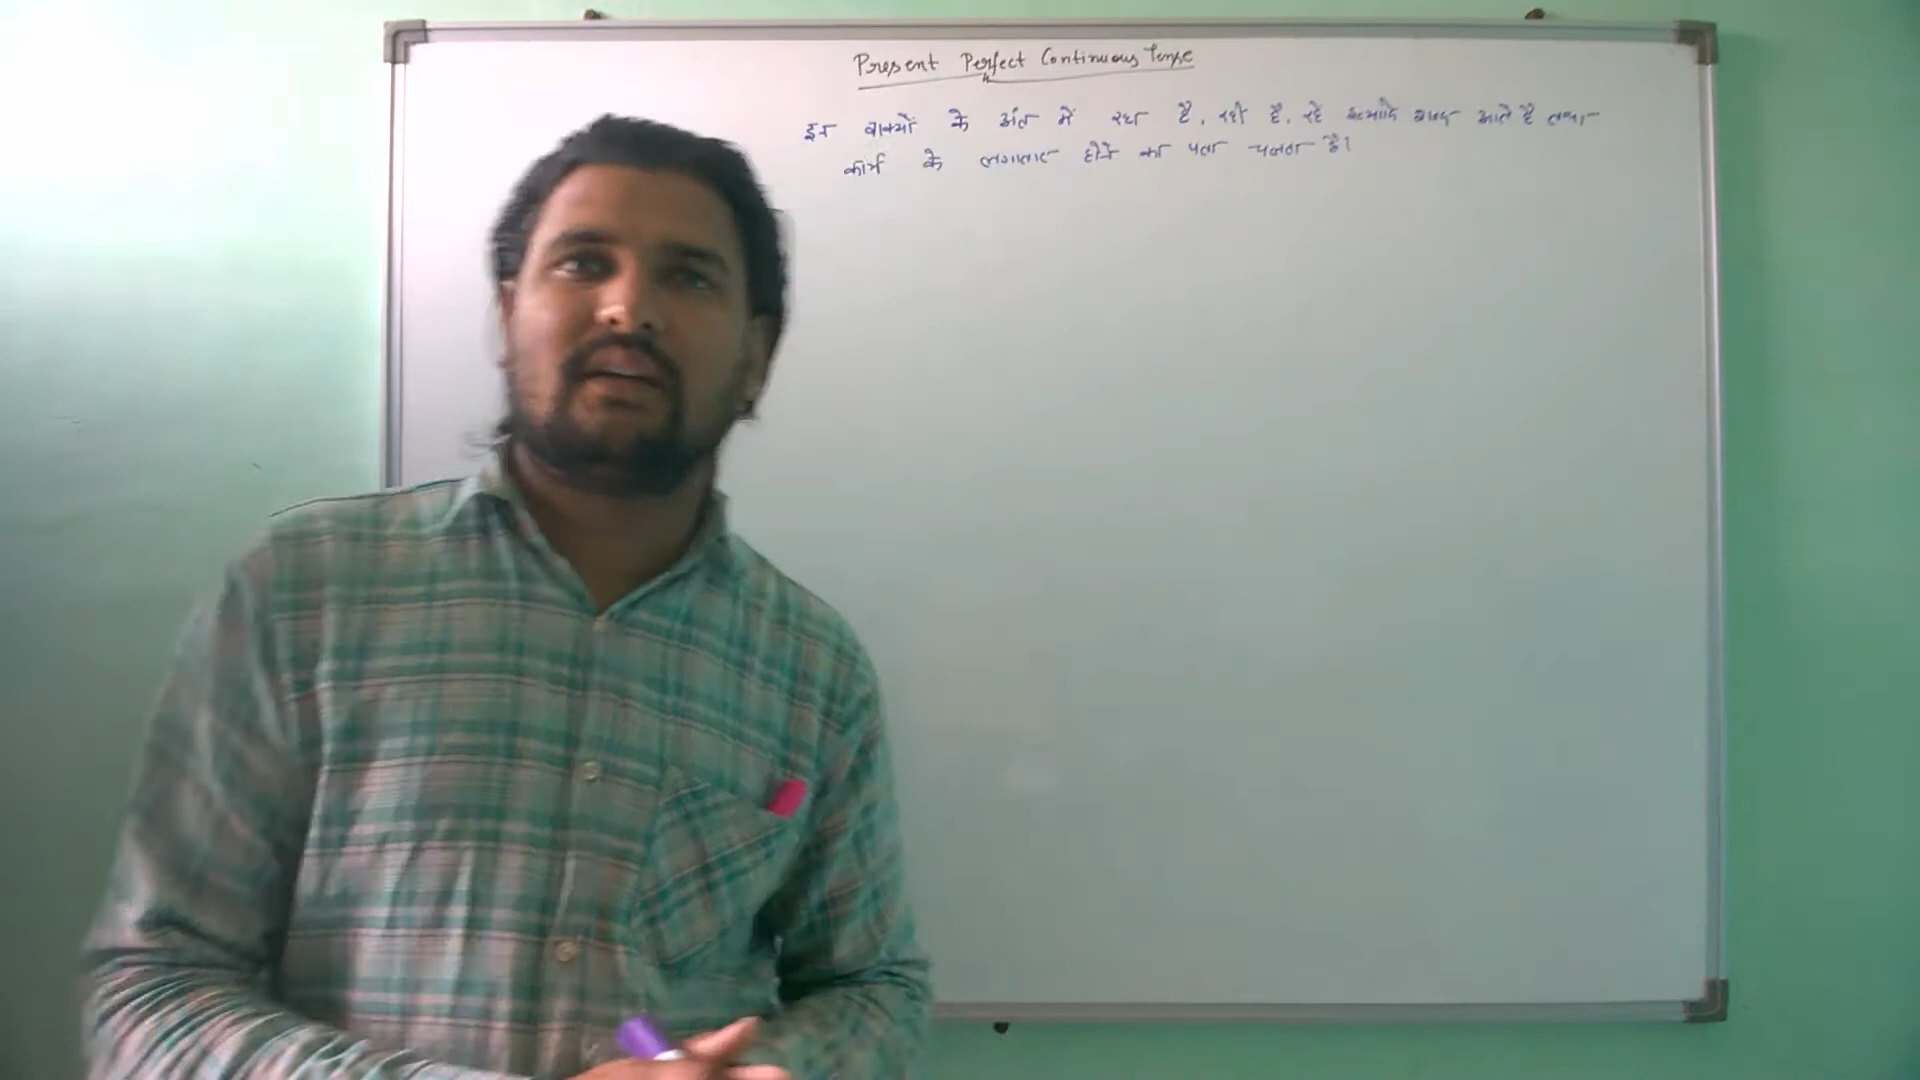 Present Perfect Continuous Tense
इन वाक्यों के अंत में रहा है, रही है, रहे इत्यादि शब्द आते है तथा
कार्य के लगातार होने का पता चलता है।